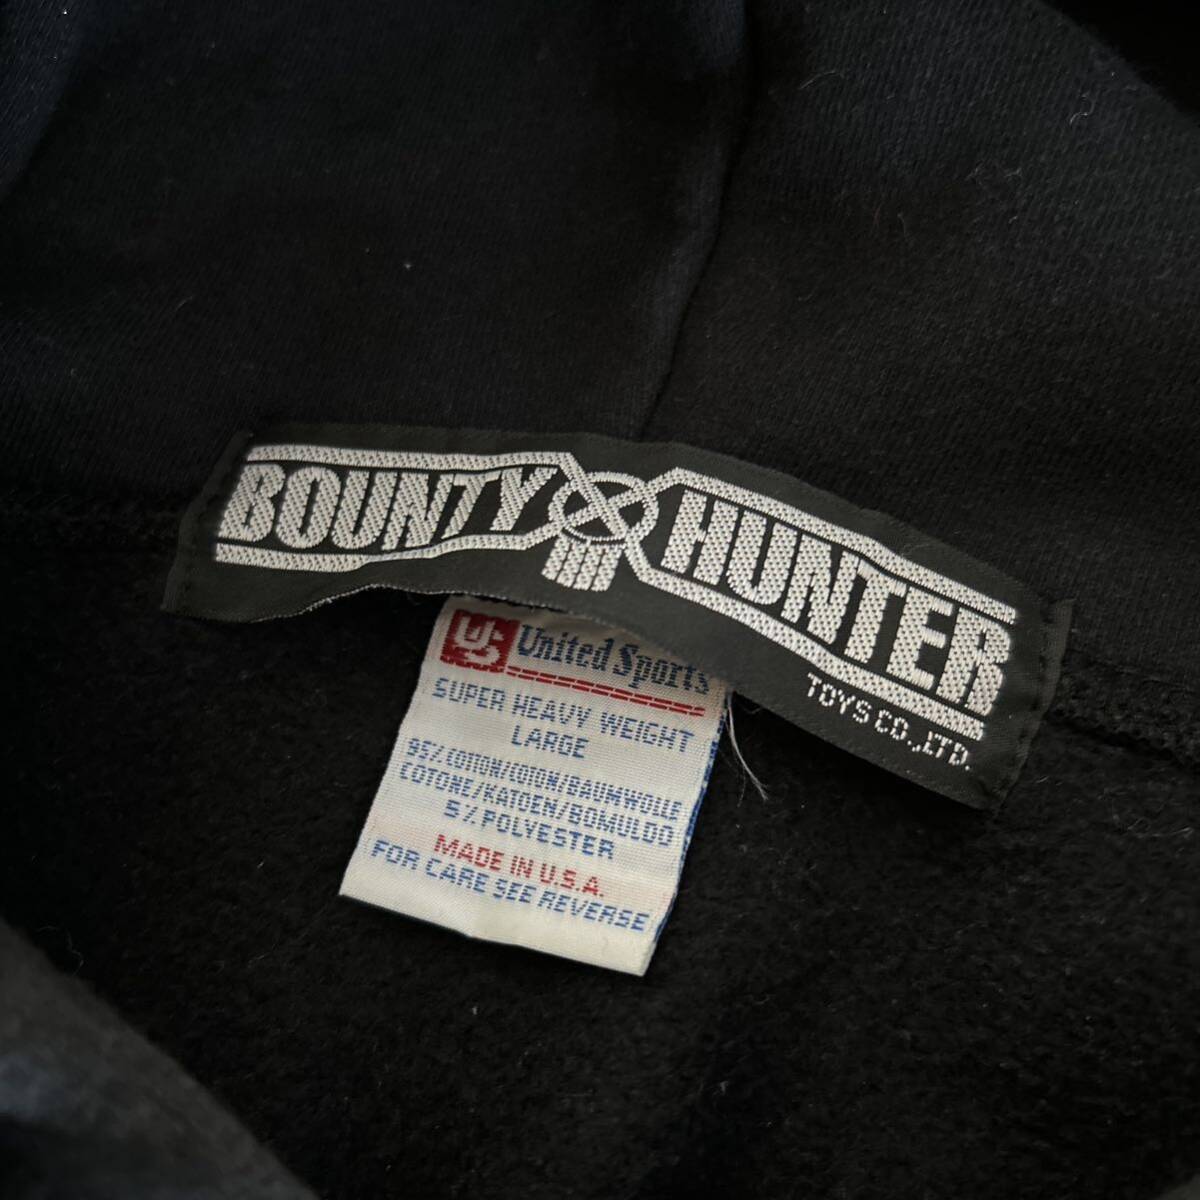 BOUNTY HUNTER
TOYS CO.,LTD.
US United Sports
SUPER HEAVY WEIGHT
LARGE
95% COTTON/COTON/BAUMWOLLE
COTONE/KATOEN/BOMULDO
5% POLYESTER
MADE IN U.S.A.
FOR CARE SEE REVERSE